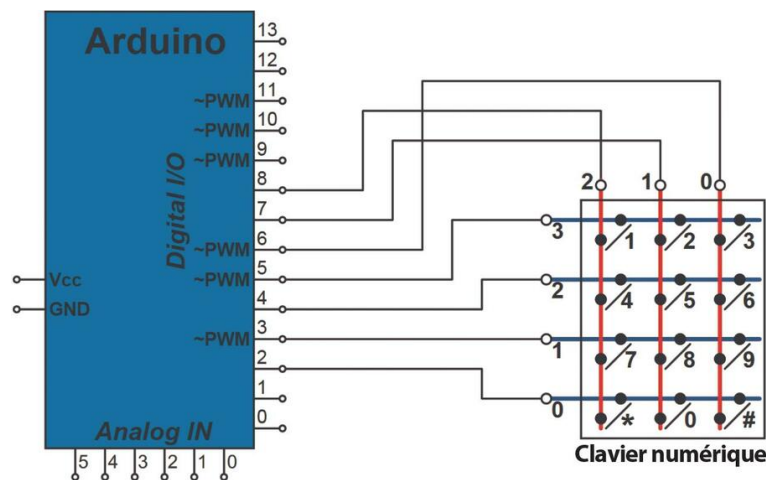 Arduino
13
12
~PWM 11
~PWM 10
~PWM 9
8
7
~PWM 6
~PWM 5
4
~PWM 3
2
1
0
Digital I/O
Vcc
GND
Analog IN
5 4 3 2 1 0
2 1 0
3
1 2 3
2
4 5 6
1
7 8 9
0
* 0 #
Clavier numérique